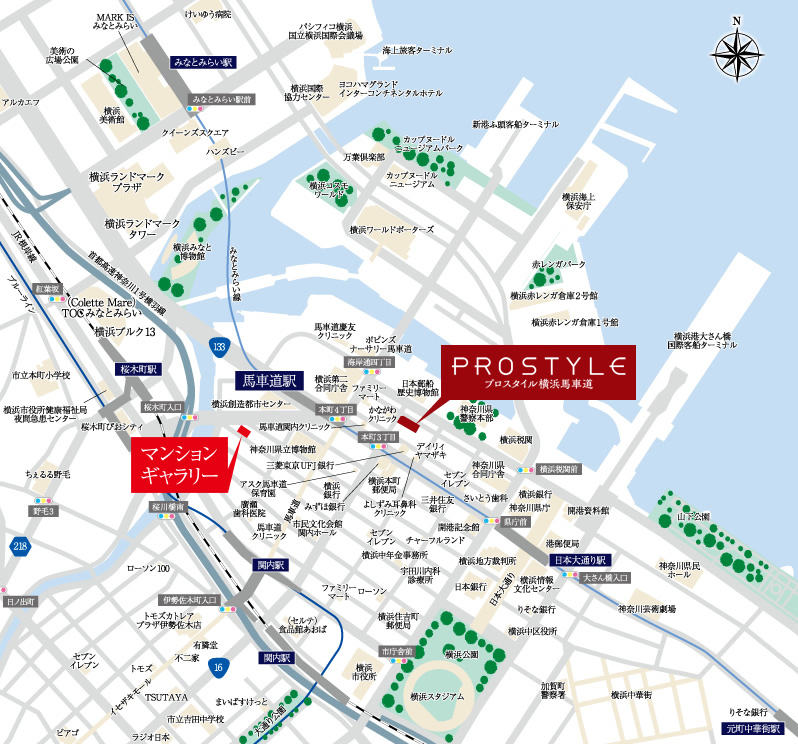 MARK IS
みなとみらい
けいゆう病院
パシフィコ横浜
国立横浜国際会議場
N
美術の
広場公園
みなとみらい駅
海上旅客ターミナル
アルカエフ
横浜
美術館
みなとみらい駅前
横浜国際
協力センター
ヨコハマグランド
インターコンチネンタルホテル
クイーンズスクエア
ハンズビー
新港ふ頭客船ターミナル
カップヌードル
ニュージアムパーク
万葉倶楽部
カップヌードル
ニュージアム
横浜ランドマーク
プラザ
横浜コスモ
ワールド
横浜海上
保安庁
横浜ランドマーク
タワー
横浜ワールドポーターズ
横浜みなと
博物館
みなとみらい線
JR根岸線
首都高速神奈川1号横羽線
ブルーライン
赤レンガパーク
紅葉坂
横浜赤レンガ倉庫2号館
(Colette Mare)
TOCみなとみらい
横浜ブルク13
横浜赤レンガ倉庫1号館
133
馬車道慶友
クリニック
ポピンズ
ナーサリー馬車道
横浜港大さん橋
国際客船ターミナル
海岸通四丁目
PROSTYLE
プロスタイル横浜馬車道
桜木町駅
市立本町小学校
馬車道駅
横浜第二
合同庁舎
ファミリー
マート
日本郵船
歴史博物館
横浜市役所健康福祉局
夜間急患センター
桜木町入口
横浜創造都市センター
本町4丁目
かながわ
クリニック
神奈川県
警察本部
桜木町ぴおシティ
馬車道関内クリニック
本町3丁目
横浜税関
マンション
ギャラリー
神奈川県立博物館
デイリィ
ヤマザキ
三菱東京UFJ銀行
ちぇるる野毛
アスク馬車道
保育園
横浜
銀行
横浜本町
郵便局
セブン
イレブン
神奈川県
合同庁舎
横浜税関前
野毛3
桜川橋南
廣瀬
歯科医院
馬車道
みずほ銀行
よしずみ耳鼻科
クリニック
三井住友
銀行
さいとう歯科
横浜銀行
神奈川県庁
開港資料館
山下公園
馬車道
クリニック
市民文化会館
関内ホール
セブン
イレブン
チャーフルランド
開港記念館
県庁前
218
港郵便局
横浜中年金事務所
日本大通り駅
ローソン100
関内駅
宇田川内科
診療所
横浜地方裁判所
大さん橋入口
神奈川県民
ホール
日ノ出町
伊勢佐木町入口
ファミリー
マート
ローソン
日本銀行
日本大通り
横浜情報
文化センター
トモズカトレア
プラザ伊勢佐木店
(セルテ)
食品館あおば
横浜住吉町
郵便局
りそな銀行
神奈川芸術劇場
横浜中区役所
有隣堂
不二家
セブン
イレブン
トモズ
16
関内駅
市庁舎前
横浜公園
横浜
市役所
イセザキモール
TSUTAYA
まいばすけっと
横浜スタジアム
加賀町
警察署
横浜中華街
市立吉田中学校
大通り公園
りそな銀行
ピアゴ
ラジオ日本
元町中華街駅